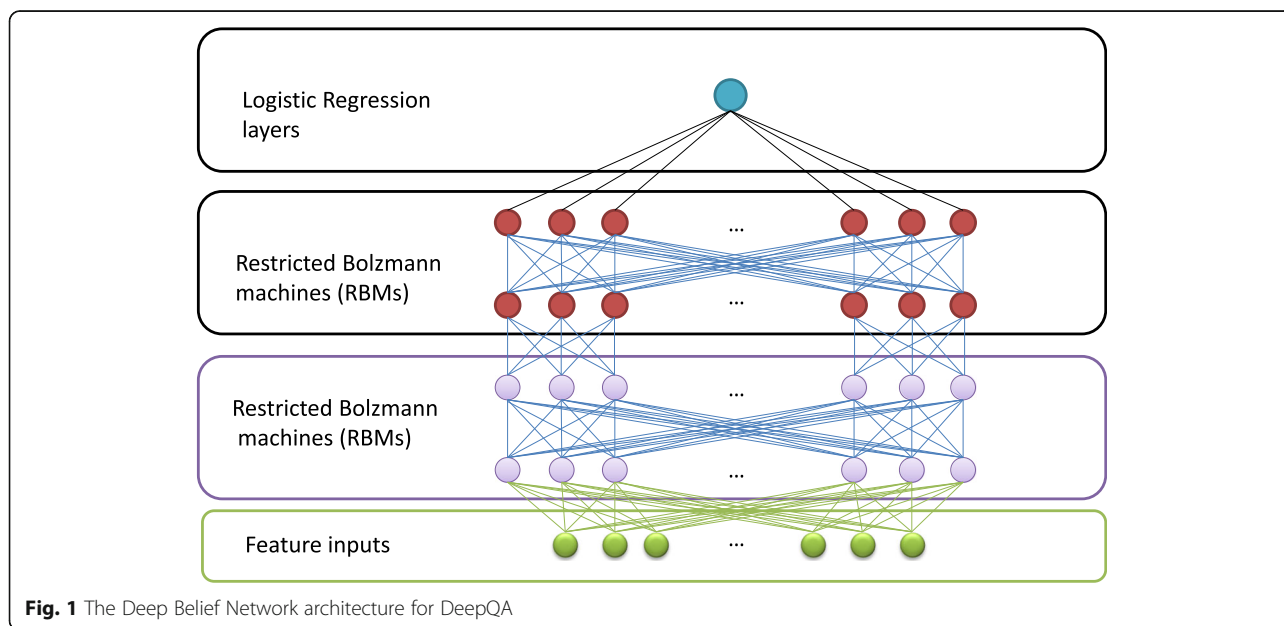 Logistic Regression
layers
...
Restricted Bolzmann
machines (RBMs)
...
...
Restricted Bolzmann
machines (RBMs)
...
Feature inputs
...
Fig. 1 The Deep Belief Network architecture for DeepQA